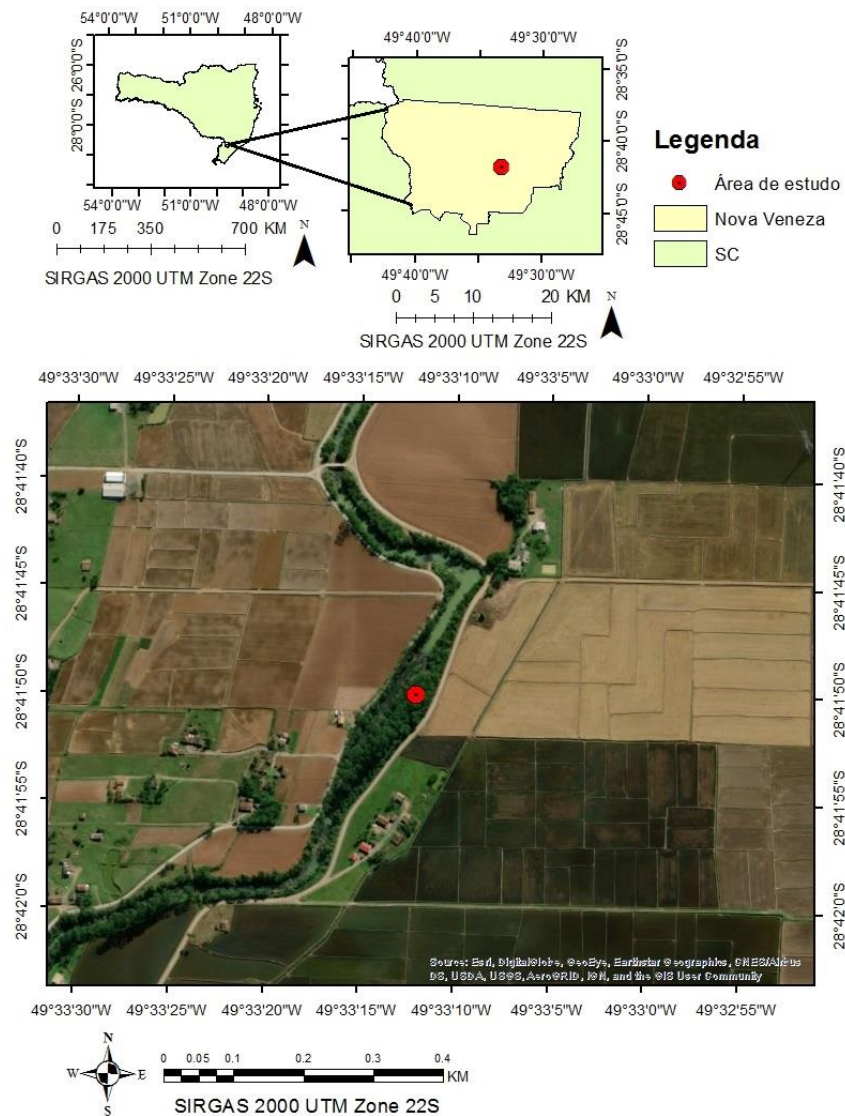 54°0'0"W 51°0'0"W 48°0'0"W
26°0'0"S
28°0'0"S
54°0'0"W 51°0'0"W 48°0'0"W
0 175 350 700 KM
N
SIRGAS 2000 UTM Zone 22S
49°40'0"W 49°30'0"W
28°35'0"S
28°40'0"S
28°45'0"S
49°40'0"W 49°30'0"W
0 5 10 20 KM
N
SIRGAS 2000 UTM Zone 22S
Legenda
Área de estudo
Nova Veneza
SC
49°33'30"W 49°33'25"W 49°33'20"W 49°33'15"W 49°33'10"W 49°33'5"W 49°33'0"W 49°32'55"W
28°41'40"S 28°41'40"S
28°41'45"S 28°41'45"S
28°41'50"S 28°41'50"S
28°41'55"S 28°41'55"S
28°42'0"S 28°42'0"S
Source: Esri, DigitalGlobe, GeoEye, Earthstar Geographics, CNES/Airbus
DS, USDA, USGS, AeroGRID, IGN, and the GIS User Community
49°33'30"W 49°33'25"W 49°33'20"W 49°33'15"W 49°33'10"W 49°33'5"W 49°33'0"W 49°32'55"W
N
W E
S
0 0.05 0.1 0.2 0.3 0.4
KM
SIRGAS 2000 UTM Zone 22S